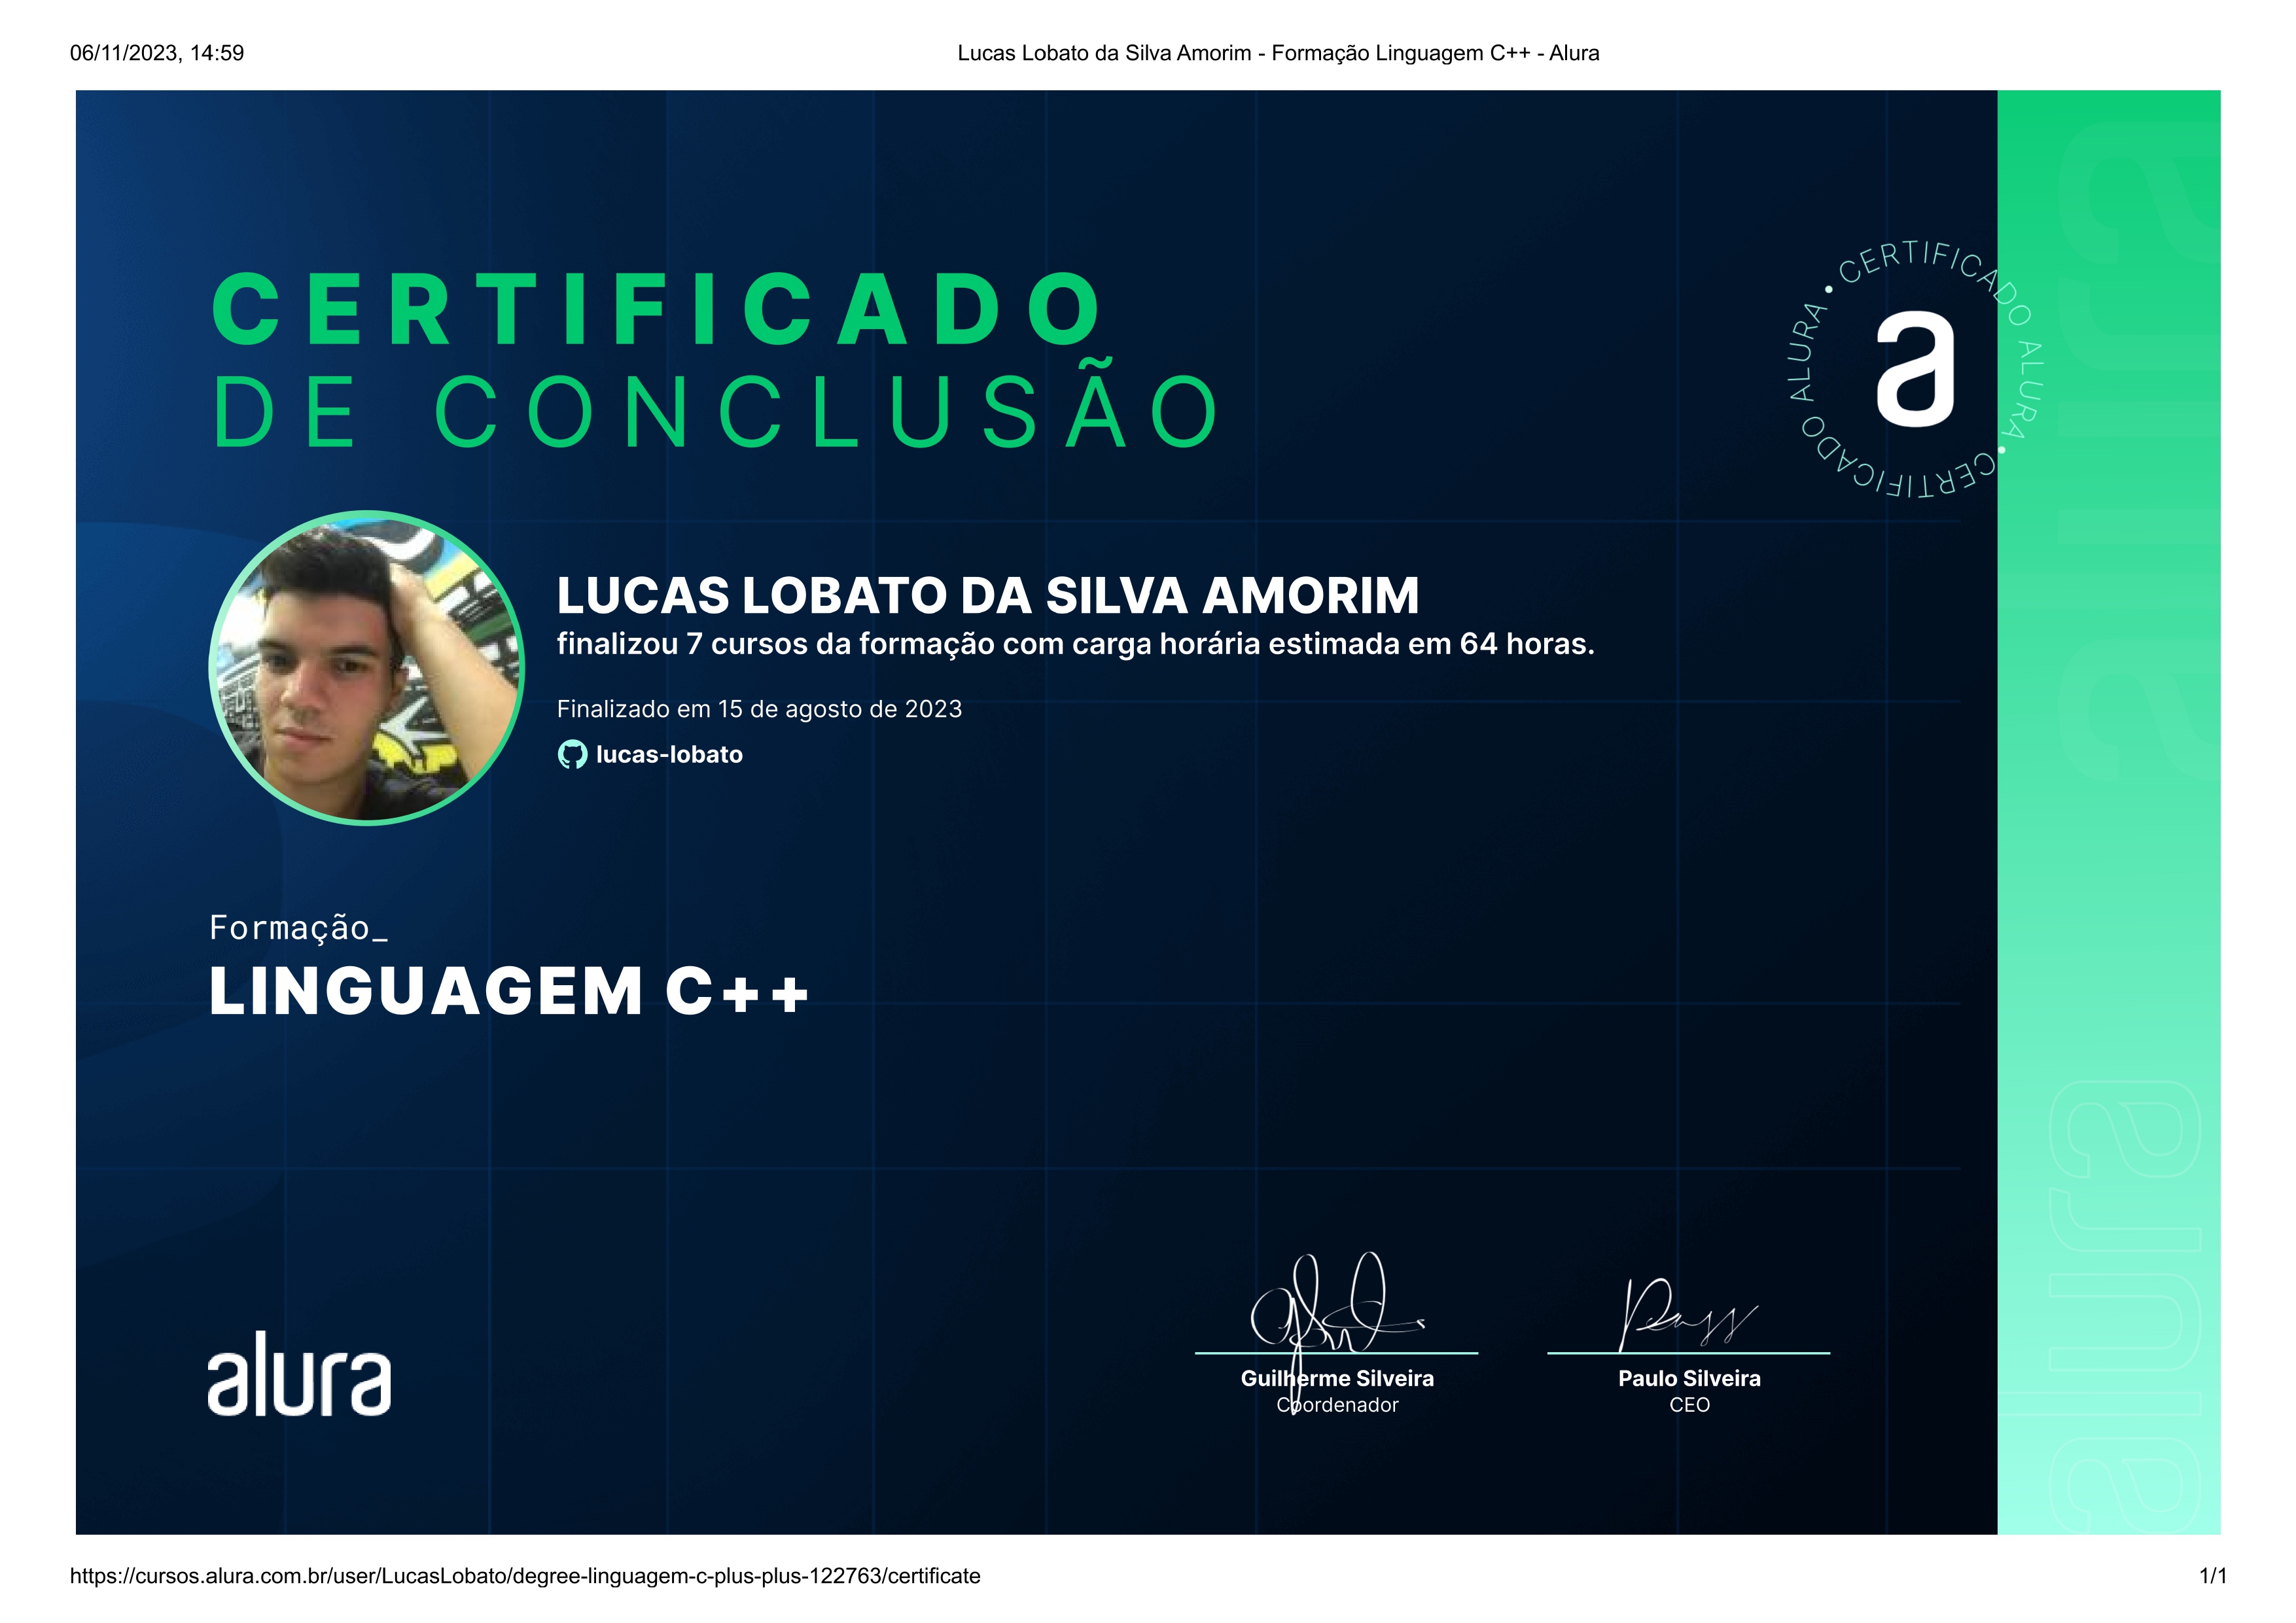 06/11/2023, 14:59
Lucas Lobato da Silva Amorim - Formação Linguagem C++ - Alura
CERTIFICADO
DE CONCLUSÃO
CERTIFICADO ALURA • CERTIFICADO ALURA •
a
LUCAS LOBATO DA SILVA AMORIM
finalizou 7 cursos da formação com carga horária estimada em 64 horas.
Finalizado em 15 de agosto de 2023
lucas-lobato
Formação_
LINGUAGEM C++
alura
Guilherme Silveira
Coordenador
Paulo Silveira
CEO
alura
alura
https://cursos.alura.com.br/user/LucasLobato/degree-linguagem-c-plus-plus-122763/certificate
1/1